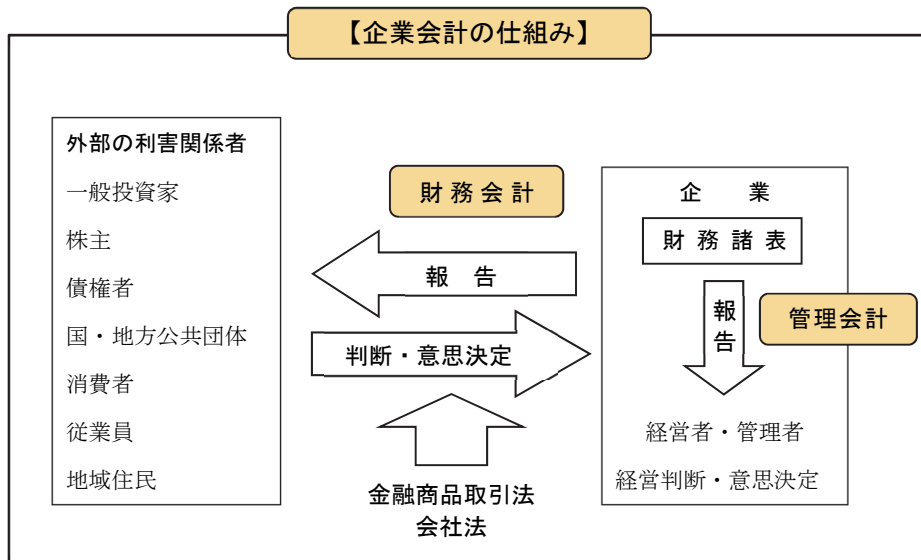 【企業会計の仕組み】
外部の利害関係者
一般投資家
株主
債権者
国・地方公共団体
消費者
従業員
地域住民
財務会計
報 告
判断・意思決定
金融商品取引法
会社法
企 業
財務諸表
報告
管理会計
経営者・管理者
経営判断・意思決定